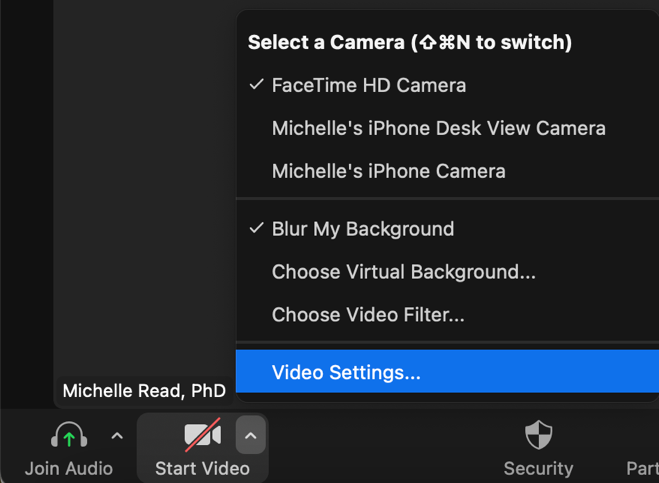 Select a Camera (⇧⌘N to switch)
✓ FaceTime HD Camera
Michelle's iPhone Desk View Camera
Michelle's iPhone Camera
✓ Blur My Background
Choose Virtual Background...
Choose Video Filter...
Video Settings...
Michelle Read, PhD
Join Audio
Start Video
Security
Part